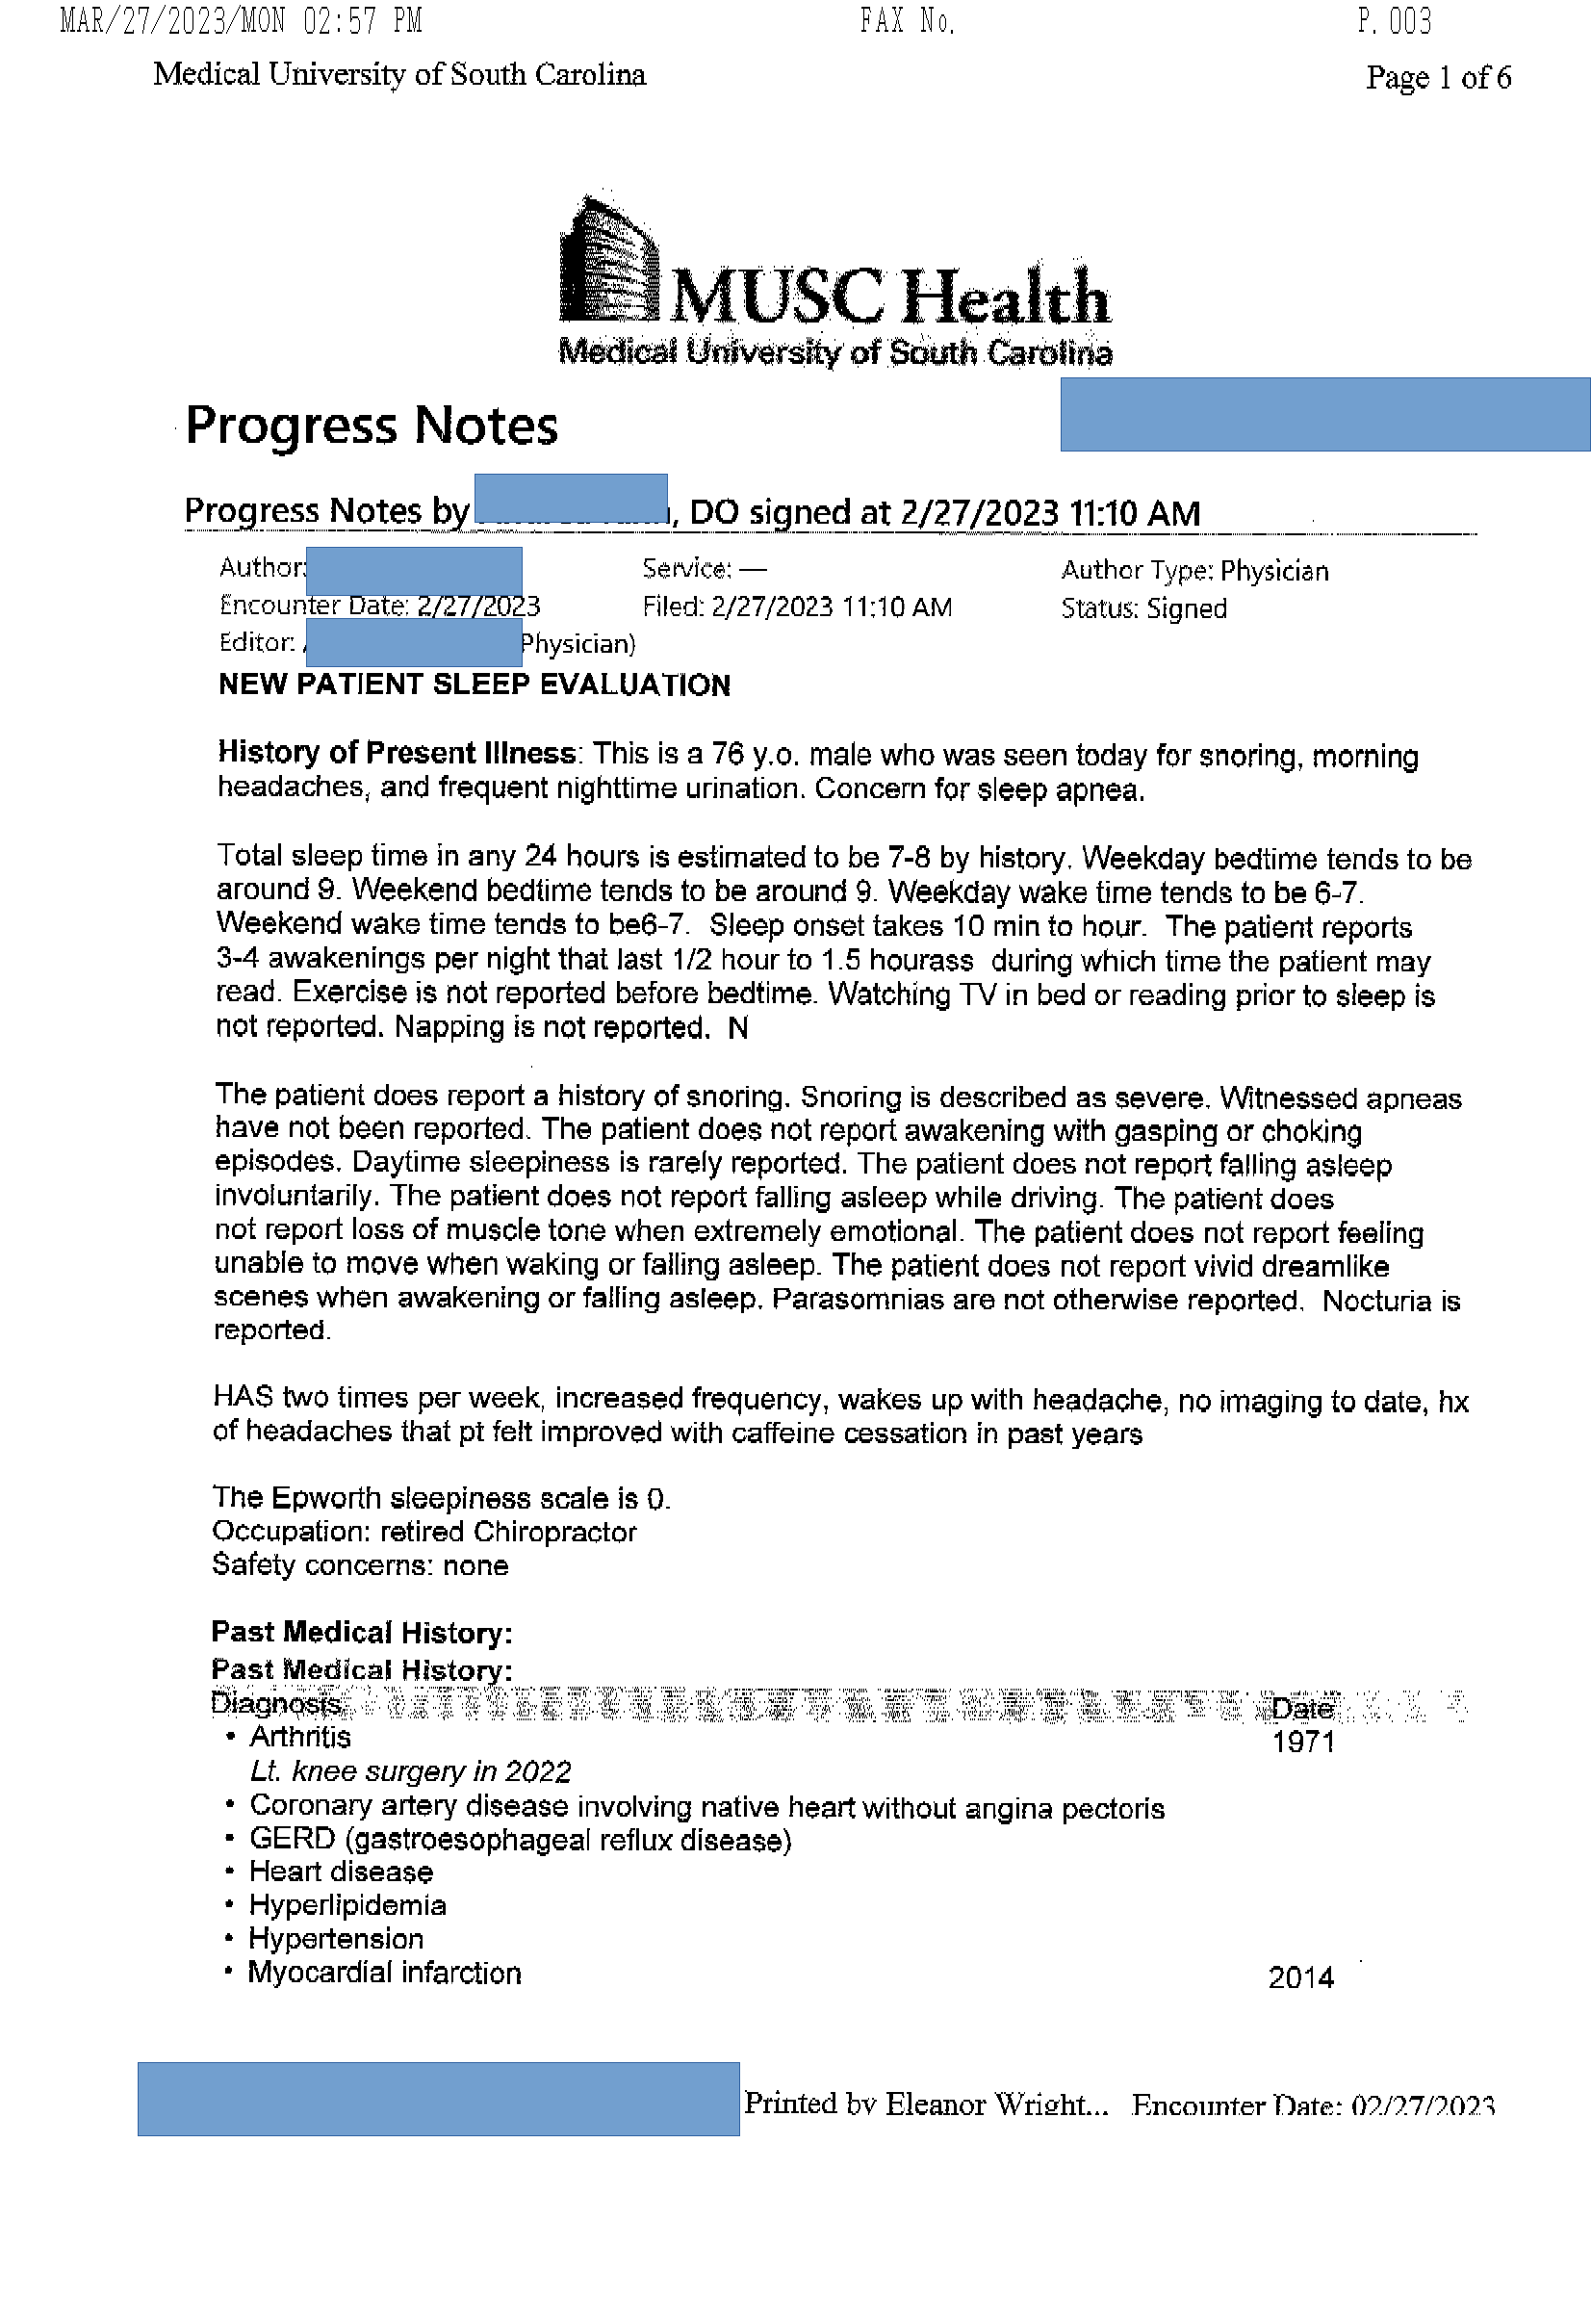 MAR/27/2023/MON 02:57 PM FAX No. P. 003
Medical University of South Carolina Page 1 of 6
MUSC Health
Medical University of South Carolina
Progress Notes
Progress Notes by , DO signed at 2/27/2023 11:10 AM
Author: Service: — Author Type: Physician
Encounter Date: 2/27/2023 Filed: 2/27/2023 11:10 AM Status: Signed
Editor: Physician)
NEW PATIENT SLEEP EVALUATION
History of Present Illness: This is a 76 y.o. male who was seen today for snoring, morning
headaches, and frequent nighttime urination. Concern for sleep apnea.
Total sleep time in any 24 hours is estimated to be 7-8 by history. Weekday bedtime tends to be
around 9. Weekend bedtime tends to be around 9. Weekday wake time tends to be 6-7.
Weekend wake time tends to be6-7. Sleep onset takes 10 min to hour. The patient reports
3-4 awakenings per night that last 1/2 hour to 1.5 hourass during which time the patient may
read. Exercise is not reported before bedtime. Watching TV in bed or reading prior to sleep is
not reported. Napping is not reported. N
The patient does report a history of snoring. Snoring is described as severe. Witnessed apneas
have not been reported. The patient does not report awakening with gasping or choking
episodes. Daytime sleepiness is rarely reported. The patient does not report falling asleep
involuntarily. The patient does not report falling asleep while driving. The patient does
not report loss of muscle tone when extremely emotional. The patient does not report feeling
unable to move when waking or falling asleep. The patient does not report vivid dreamlike
scenes when awakening or falling asleep. Parasomnias are not otherwise reported. Nocturia is
reported.
HAS two times per week, increased frequency, wakes up with headache, no imaging to date, hx
of headaches that pt felt improved with caffeine cessation in past years
The Epworth sleepiness scale is 0.
Occupation: retired Chiropractor
Safety concerns: none
Past Medical History:
Past Medical History:
Diagnosis Date
• Arthritis 1971
Lt. knee surgery in 2022
• Coronary artery disease involving native heart without angina pectoris
• GERD (gastroesophageal reflux disease)
• Heart disease
• Hyperlipidemia
• Hypertension
• Myocardial infarction 2014
Printed by Eleanor Wright... Encounter Date: 02/27/2023